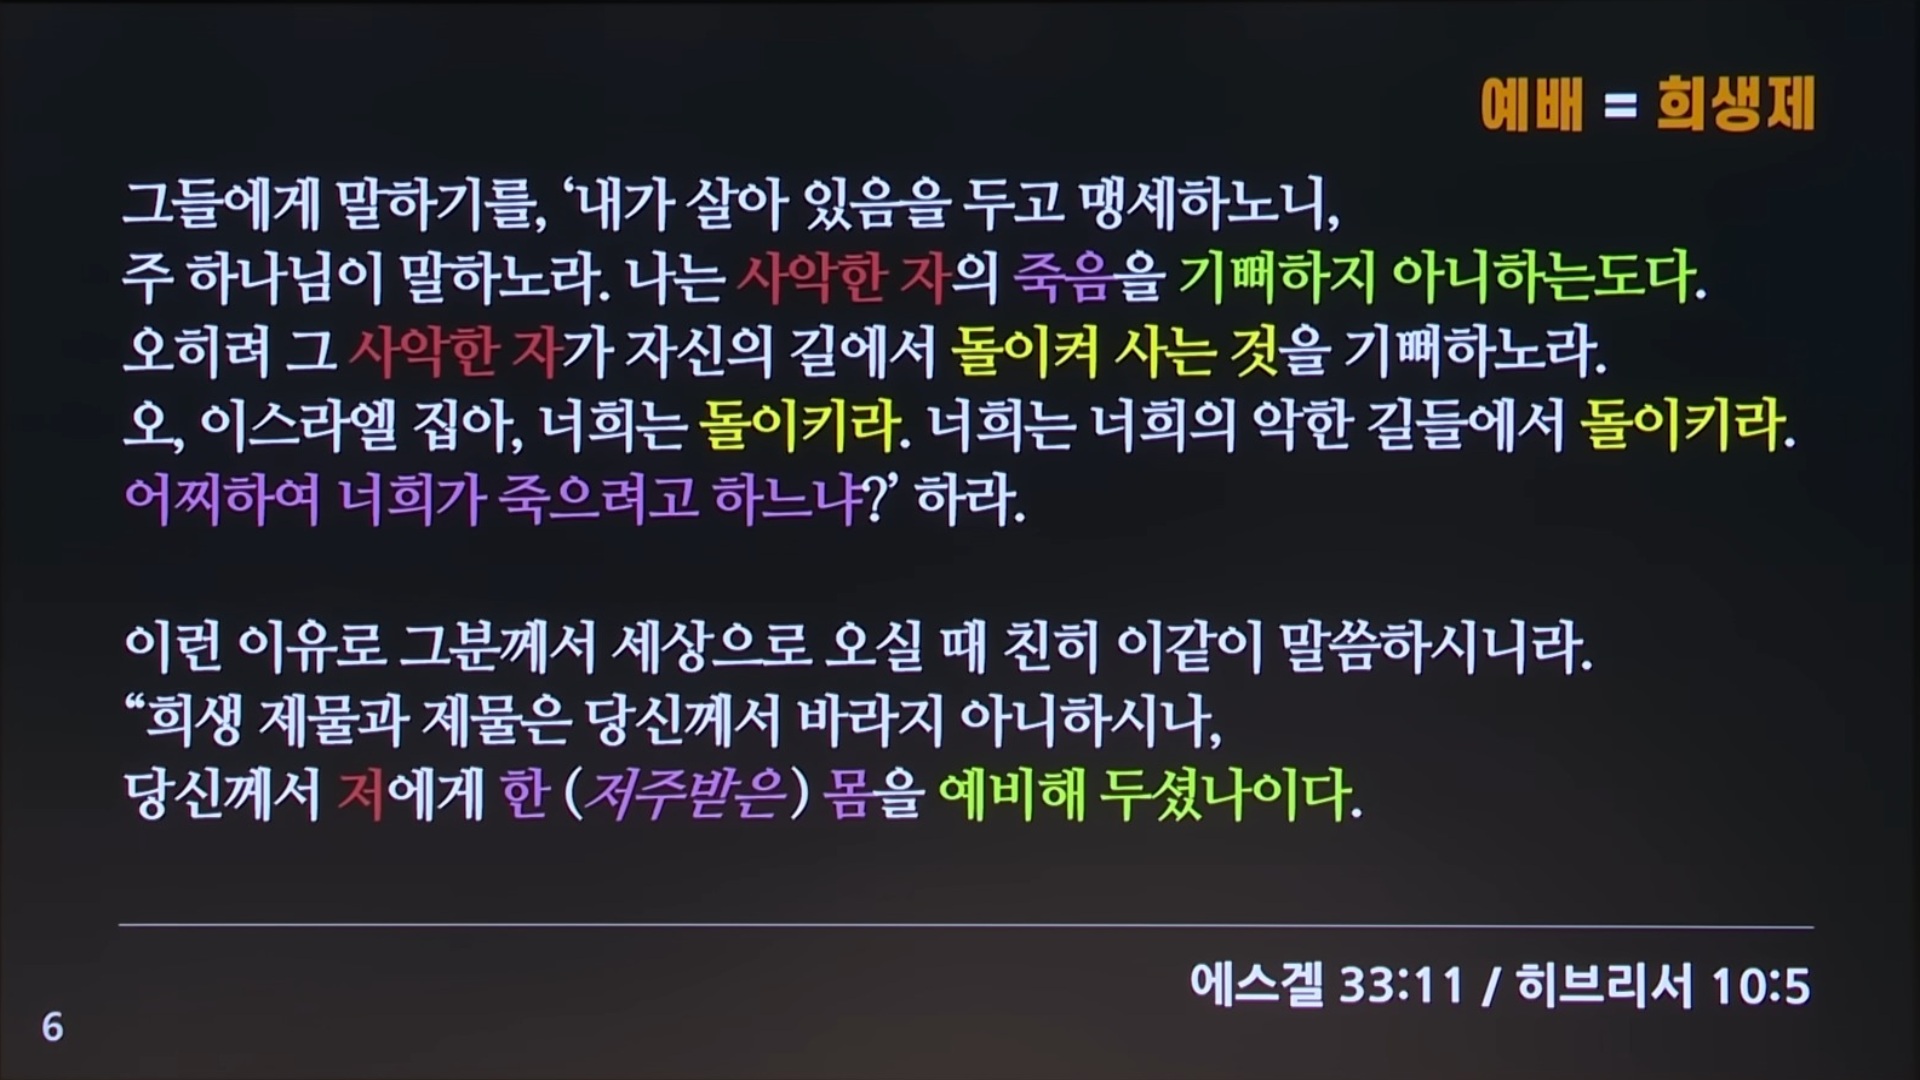 예배 = 희생제
그들에게 말하기를, ‘내가 살아 있음을 두고 맹세하노니,
주 하나님이 말하노라. 나는 사악한 자의 죽음을 기뻐하지 아니하는도다.
오히려 그 사악한 자가 자신의 길에서 돌이켜 사는 것을 기뻐하노라.
오, 이스라엘 집아, 너희는 돌이키라. 너희는 너희의 악한 길들에서 돌이키라.
어찌하여 너희가 죽으려고 하느냐?’ 하라.
이런 이유로 그분께서 세상으로 오실 때 친히 이같이 말씀하시니라.
“희생 제물과 제물은 당신께서 바라지 아니하시나,
당신께서 저에게 한 (저주받은) 몸을 예비해 두셨나이다.
에스겔 33:11 / 히브리서 10:5
6